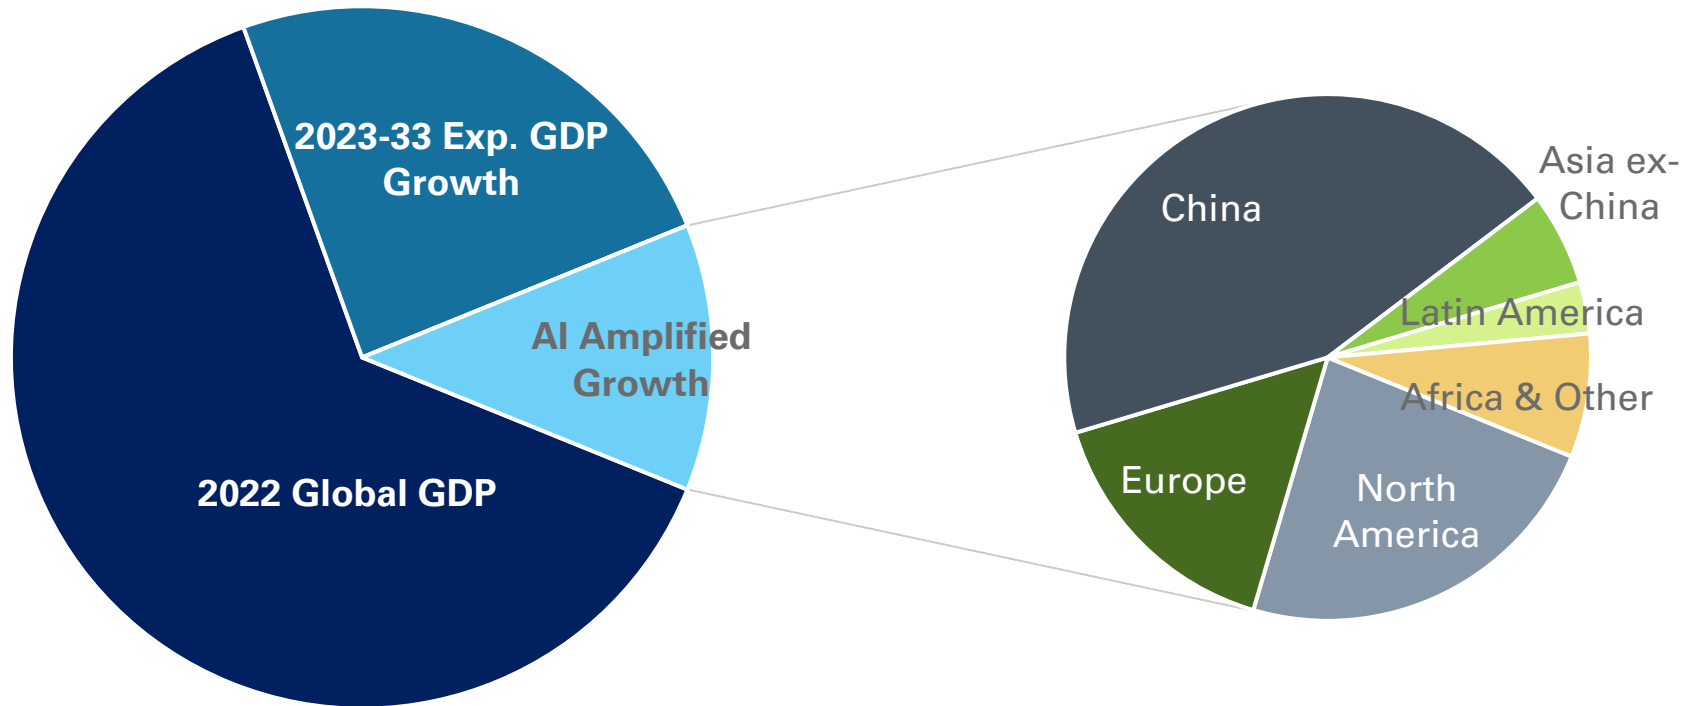 2023-33 Exp. GDP
Growth
AI Amplified
Growth
2022 Global GDP
China
Asia ex-
China
Latin America
Africa & Other
Europe
North
America